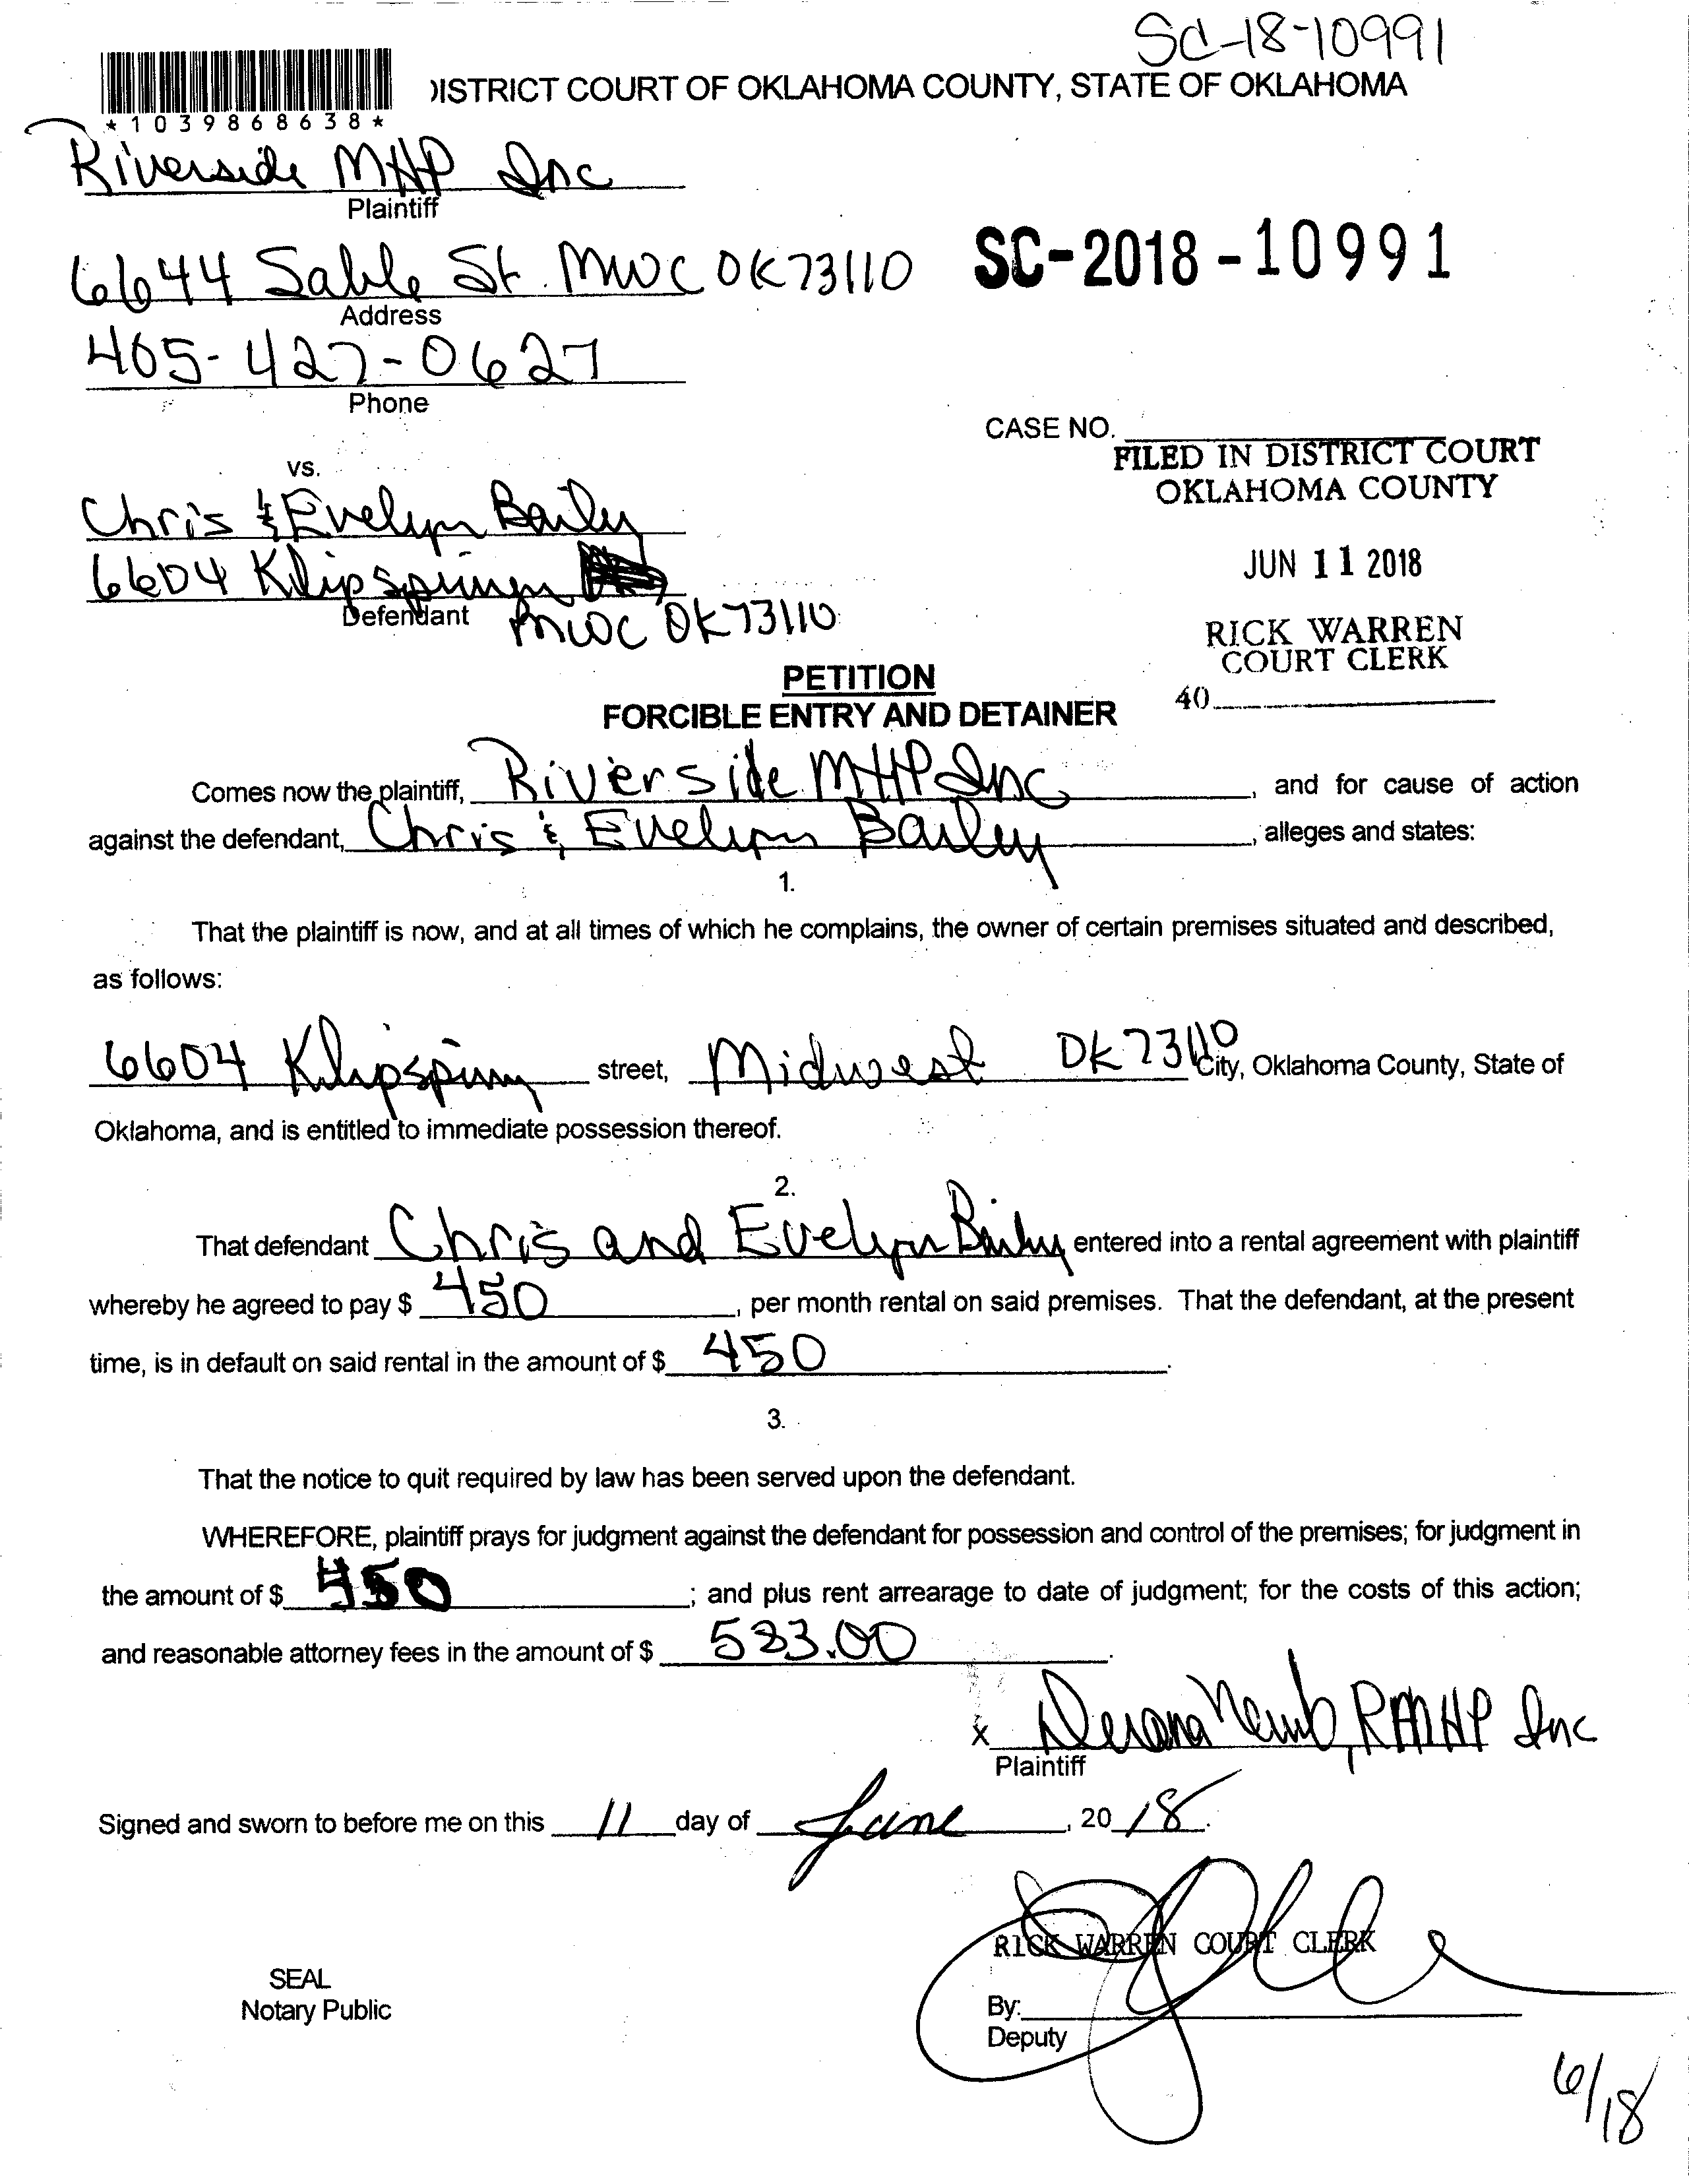 SC-18-10991
*1039868638*
ISTRICT COURT OF OKLAHOMA COUNTY, STATE OF OKLAHOMA
Riverside MHP Inc
Plaintiff
6644 Sable St. MWC OK 73110
SC-2018-10991
Address
405-427-0627
Phone
CASE NO.
FILED IN DISTRICT COURT
OKLAHOMA COUNTY
vs.
Chris & Evelyn Bailey
JUN 11 2018
6604 Klipspringer
Defendant
MWC OK 73110
RICK WARREN
COURT CLERK
40
PETITION
FORCIBLE ENTRY AND DETAINER
Comes now the plaintiff, Riverside MHP Inc, and for cause of action
against the defendant, Chris & Evelyn Bailey, alleges and states:
1.
That the plaintiff is now, and at all times of which he complains, the owner of certain premises situated and described,
as follows:
6604 street, Midwest OK 73110 City, Oklahoma County, State of
Oklahoma, and is entitled to immediate possession thereof.
2.
That defendant Chris and Evelyn Bailey entered into a rental agreement with plaintiff
whereby he agreed to pay $ 450, per month rental on said premises. That the defendant, at the present
time, is in default on said rental in the amount of $ 450.
3.
That the notice to quit required by law has been served upon the defendant.
WHEREFORE, plaintiff prays for judgment against the defendant for possession and control of the premises; for judgment in
the amount of $ 450; and plus rent arrearage to date of judgment; for the costs of this action;
and reasonable attorney fees in the amount of $ 583.00.
x RMHP Inc
Plaintiff
Signed and sworn to before me on this 11 day of June, 2018.
RICK WARREN COURT CLERK
SEAL
Notary Public
By:
Deputy
6/18